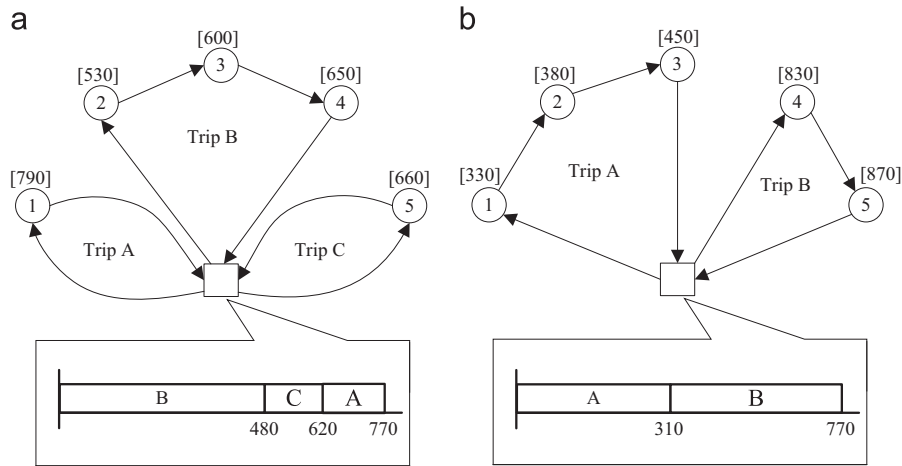 a
[600]
3
[530]
2
[650]
4
Trip B
[790]
1
[660]
5
Trip A
Trip C
B
C
A
480
620
770
b
[450]
3
[380]
2
[830]
4
Trip A
Trip B
[330]
1
[870]
5
A
B
310
770